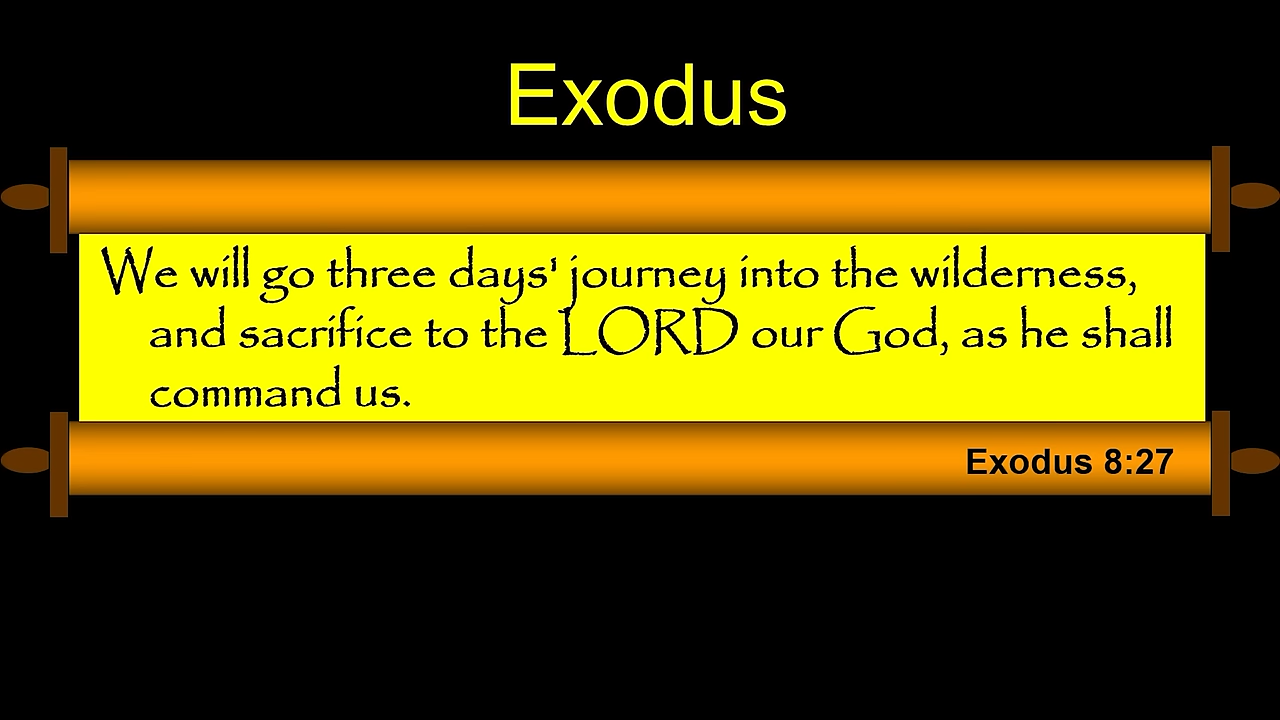 Exodus
We will go three days' journey into the wilderness,
and sacrifice to the LORD our God, as he shall
command us.
Exodus 8:27